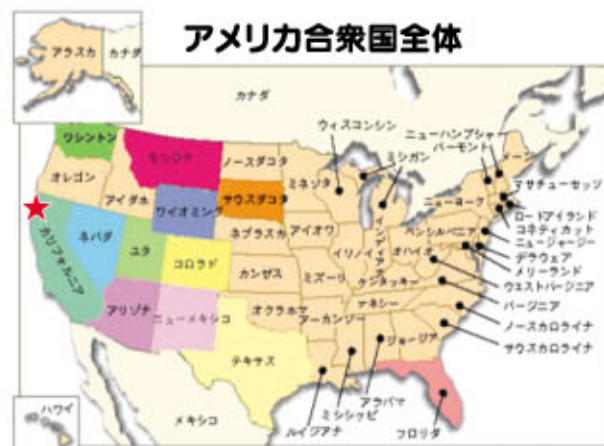 アメリカ合衆国全体
アラスカ
カナダ
カナダ
ワシントン
モンタナ
ノースダコタ
ミネソタ
ウィスコンシン
ミシガン
ニューハンプシャー
バーモント
メーン
オレゴン
アイダホ
ワイオミング
サウスダコタ
マサチューセッツ
ニューヨーク
ロードアイランド
コネティカット
ニュージャージー
デラウェア
メリーランド
ウエストバージニア
バージニア
ノースカロライナ
サウスカロライナ
カリフォルニア
ネバダ
ユタ
コロラド
ネブラスカ
アイオワ
イリノイ
インディアナ
オハイオ
ペンシルバニア
カンザス
ミズーリ
ケンタッキー
アリゾナ
ニューメキシコ
オクラホマ
アーカンソー
テネシー
ジョージア
テキサス
ハワイ
メキシコ
ルイジアナ
ミシシッピ
アラバマ
フロリダ